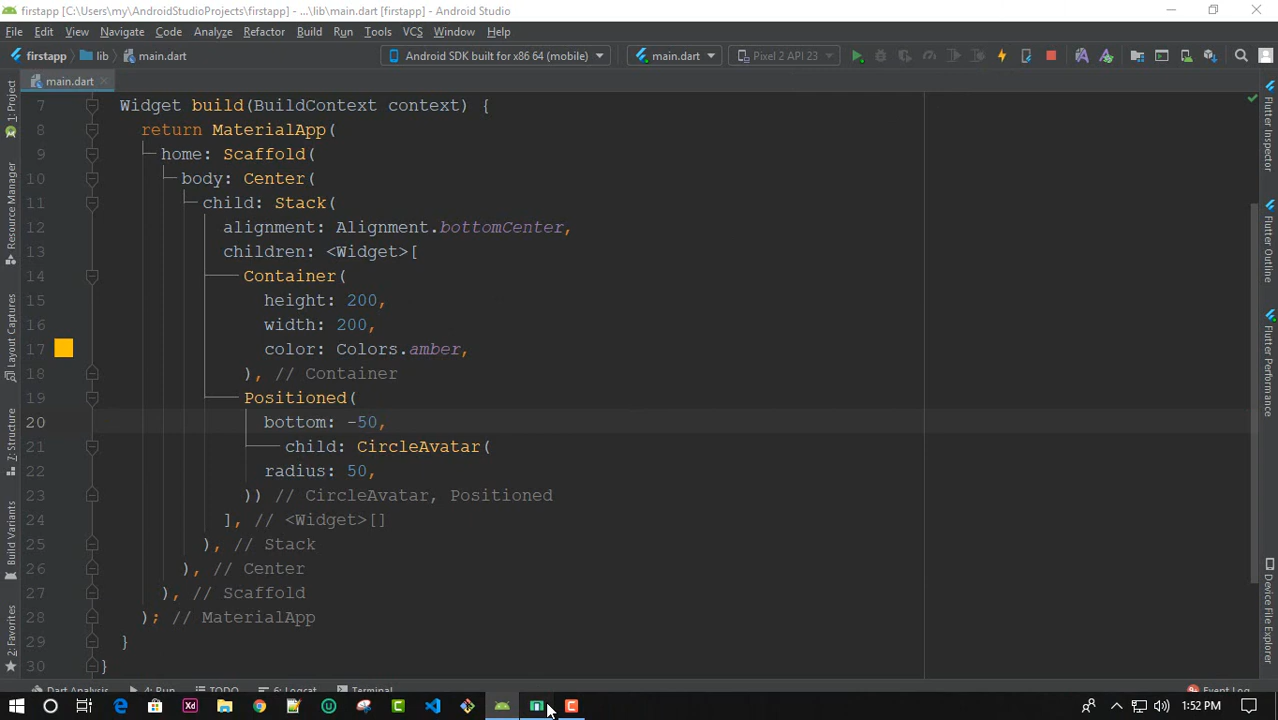 firstapp [C:\Users\my\AndroidStudioProjects\firstapp] - ...\lib\main.dart [firstapp] - Android Studio
File Edit View Navigate Code Analyze Refactor Build Run Tools VCS Window Help
firstapp lib main.dart Android SDK built for x86 64 (mobile) main.dart Pixel 2 API 23
main.dart
7 Widget build(BuildContext context) {
8 return MaterialApp(
9 home: Scaffold(
10 body: Center(
11 child: Stack(
12 alignment: Alignment.bottomCenter,
13 children: <Widget>[
14 Container(
15 height: 200,
16 width: 200,
17 color: Colors.amber,
18 ), // Container
19 Positioned(
20 bottom: -50,
21 child: CircleAvatar(
22 radius: 50,
23 )) // CircleAvatar, Positioned
24 ], // <Widget>[]
25 ), // Stack
26 ), // Center
27 ), // Scaffold
28 ); // MaterialApp
29 }
30 }
1: Project
Resource Manager
Layout Captures
7: Structure
Build Variants
2: Favorites
Flutter Inspector
Flutter Outline
Flutter Performance
Device File Explorer
Dart Analysis 4: Run TODO 6: Logcat Terminal Event Log
Xd U C C
1:52 PM